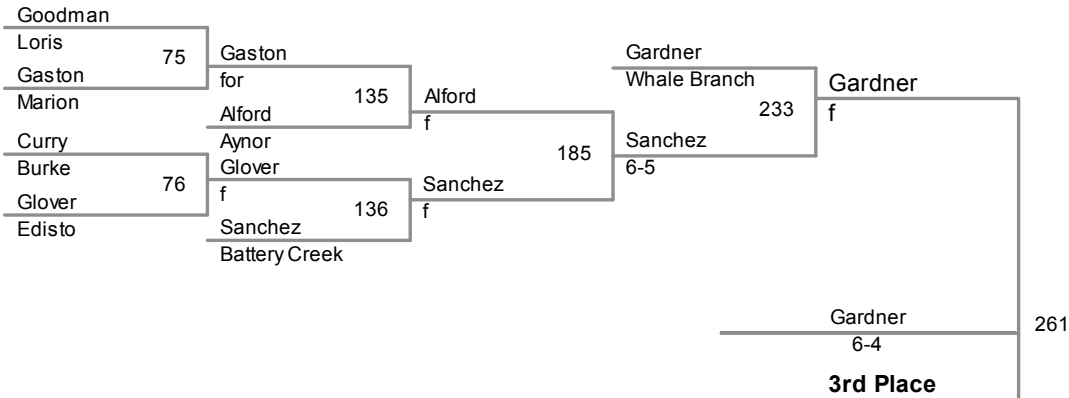 Goodman
Loris
75
Gaston
Marion
Gaston
for
135
Alford
Aynor
Curry
Burke
76
Glover
Edisto
Glover
f
136
Sanchez
Battery Creek
Alford
f
185
Sanchez
f
Gardner
Whale Branch
233
Sanchez
6-5
Gardner
f
261
Gardner
6-4
3rd Place